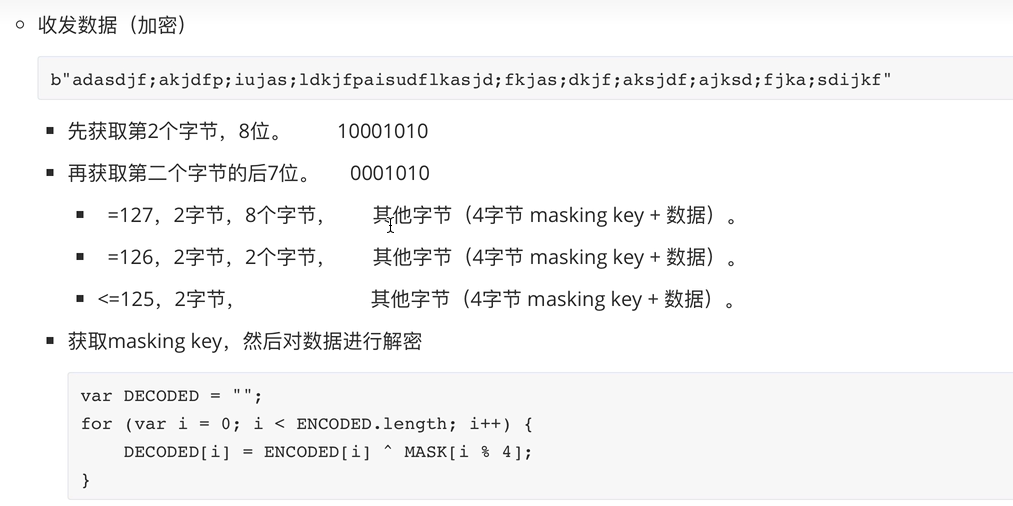 收发数据（加密）
b"adasdjf;akjdfp;iujas;ldkjfpaisudflkasjd;fkjas;dkjf;aksjdf;ajksd;fjka;sdijkf"
先获取第2个字节，8位。 10001010
再获取第二个字节的后7位。 0001010
=127，2字节，8个字节， 其他字节（4字节 masking key + 数据）。
=126，2字节，2个字节， 其他字节（4字节 masking key + 数据）。
<=125，2字节， 其他字节（4字节 masking key + 数据）。
获取masking key，然后对数据进行解密
var DECODED = "";
for (var i = 0; i < ENCODED.length; i++) {
    DECODED[i] = ENCODED[i] ^ MASK[i % 4];
}